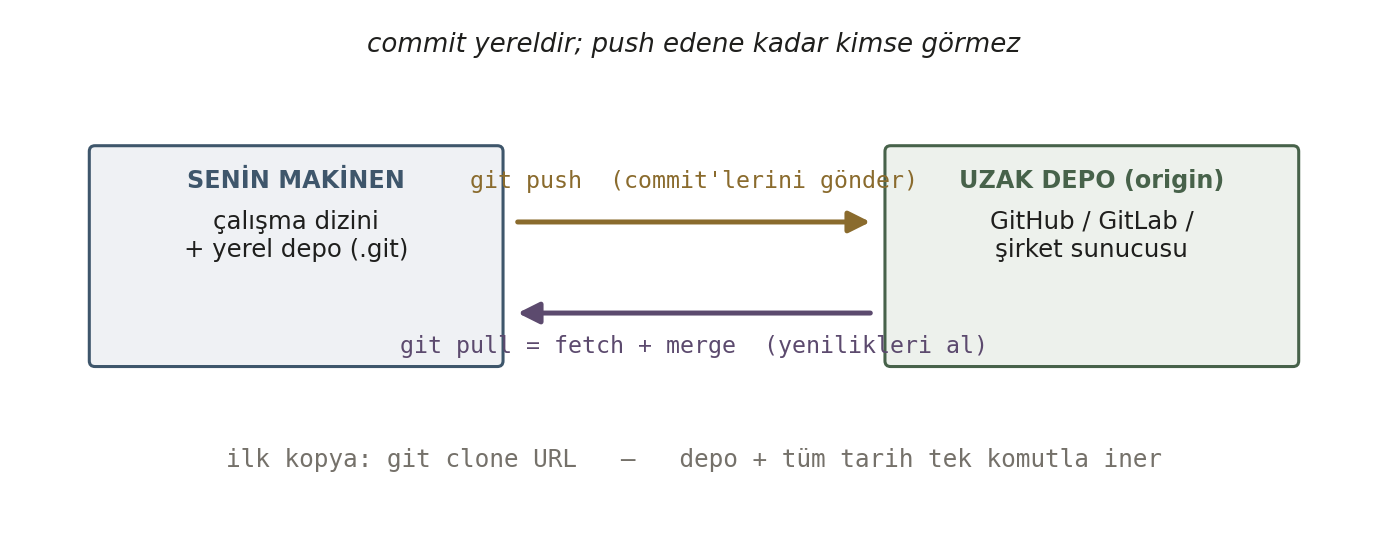 commit yereldir; push edene kadar kimse görmez
SENİN MAKİNEN
çalışma dizini
+ yerel depo (.git)
git push  (commit'lerini gönder)
UZAK DEPO (origin)
GitHub / GitLab /
şirket sunucusu
git pull = fetch + merge  (yenilikleri al)
ilk kopya: git clone URL   —   depo + tüm tarih tek komutla iner